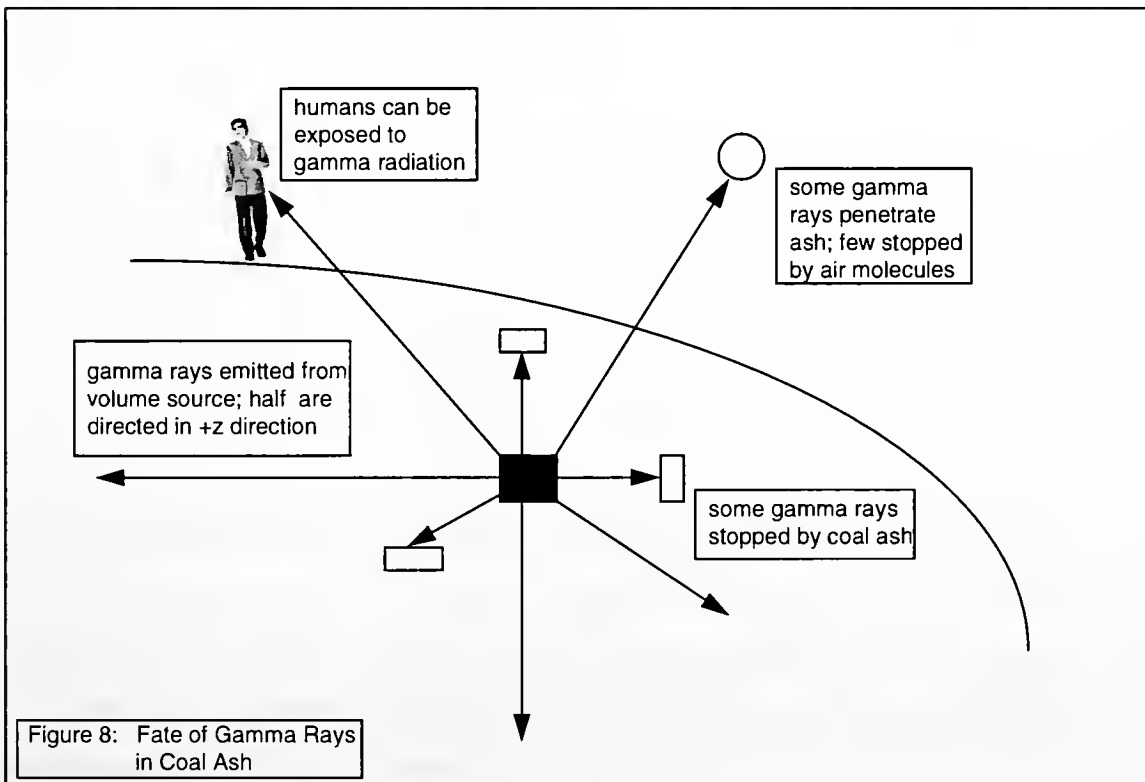 humans can be
exposed to
gamma radiation
some gamma
rays penetrate
ash; few stopped
by air molecules
gamma rays emitted from
volume source; half are
directed in +z direction
some gamma rays
stopped by coal ash
Figure 8: Fate of Gamma Rays
in Coal Ash